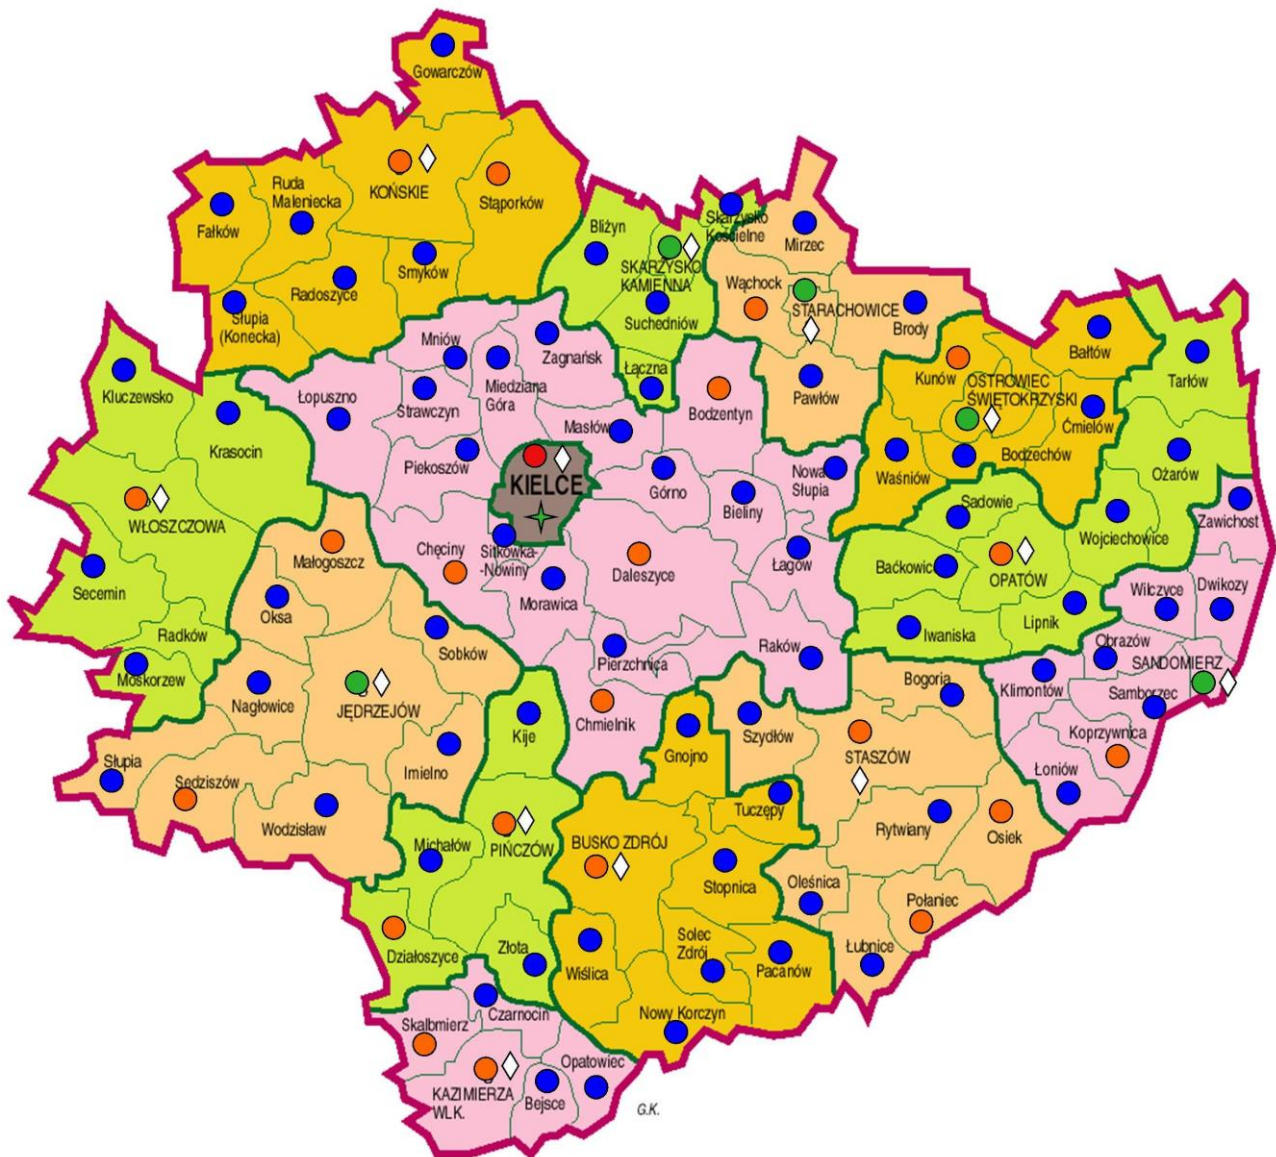 Gowarczów
KOŃSKIE
Stąporków
Ruda
Maleniecka
Fałków
Smyków
Radoszyce
Słupia
(Konecka)
Bliżyn
Skarżysko
Kościelne
SKARŻYSKO
KAMIENNA
Suchedniów
Łączna
Mirzec
Wąchock
STARACHOWICE
Brody
Pawłów
Kunów
Bałtów
OSTROWIEC
ŚWIĘTOKRZYSKI
Ćmielów
Waśniów
Bodzechów
Tarłów
Ożarów
Sadowie
Wojciechowice
Baćkowic
OPATÓW
Iwaniska
Lipnik
Kluczewsko
Krasocin
WŁOSZCZOWA
Secemin
Radków
Moskorzew
Mniów
Zagnańsk
Miedziana
Góra
Łopuszno
Strawczyn
Masłów
Bodzentyn
Piekoszów
KIELCE
Górno
Nowa
Słupia
Bieliny
Chęciny
Sitkówka-
-Nowiny
Daleszyce
Łagów
Morawica
Pierzchnica
Raków
Chmielnik
Zawichost
Wilczyce
Dwikozy
Obrazów
SANDOMIERZ
Klimontów
Samborzec
Koprzywnica
Łoniów
Małogoszcz
Oksa
Sobków
Nagłowice
JĘDRZEJÓW
Imielno
Słupia
Sędziszów
Wodzisław
Kije
Michałów
PIŃCZÓW
Działoszyce
Złota
Gnojno
Tuczępy
BUSKO ZDRÓJ
Stopnica
Solec
Zdrój
Wiślica
Pacanów
Nowy Korczyn
Szydłów
Bogoria
STASZÓW
Rytwiany
Osiek
Oleśnica
Połaniec
Łubnice
Czarnocin
Skalbmierz
KAZIMIERZA
WLK.
Opatowiec
Bejsce
G.K.